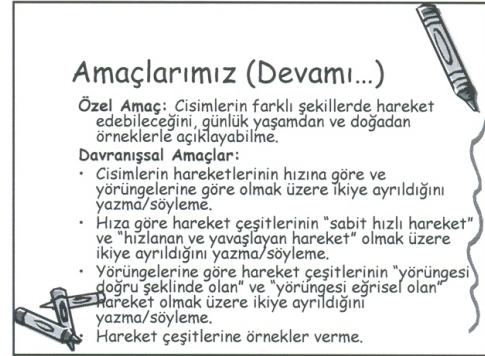 Amaçlarımız (Devamı...)
Özel Amaç: Cisimlerin farklı şekillerde hareket
edebileceğini, günlük yaşamdan ve doğadan
örneklerle açıklayabilme.
Davranışsal Amaçlar:
• Cisimlerin hareketlerinin hızına göre ve
yörüngelerine göre olmak üzere ikiye ayrıldığını
yazma/söyleme.
• Hıza göre hareket çeşitlerinin “sabit hızlı hareket”
ve “hızlanan ve yavaşlayan hareket” olmak üzere
ikiye ayrıldığını yazma/söyleme.
• Yörüngelerine göre hareket çeşitlerinin “yörüngesi
doğru şeklinde olan” ve “yörüngesi eğrisel olan”
hareket olmak üzere ikiye ayrıldığını
yazma/söyleme.
• Hareket çeşitlerine örnekler verme.